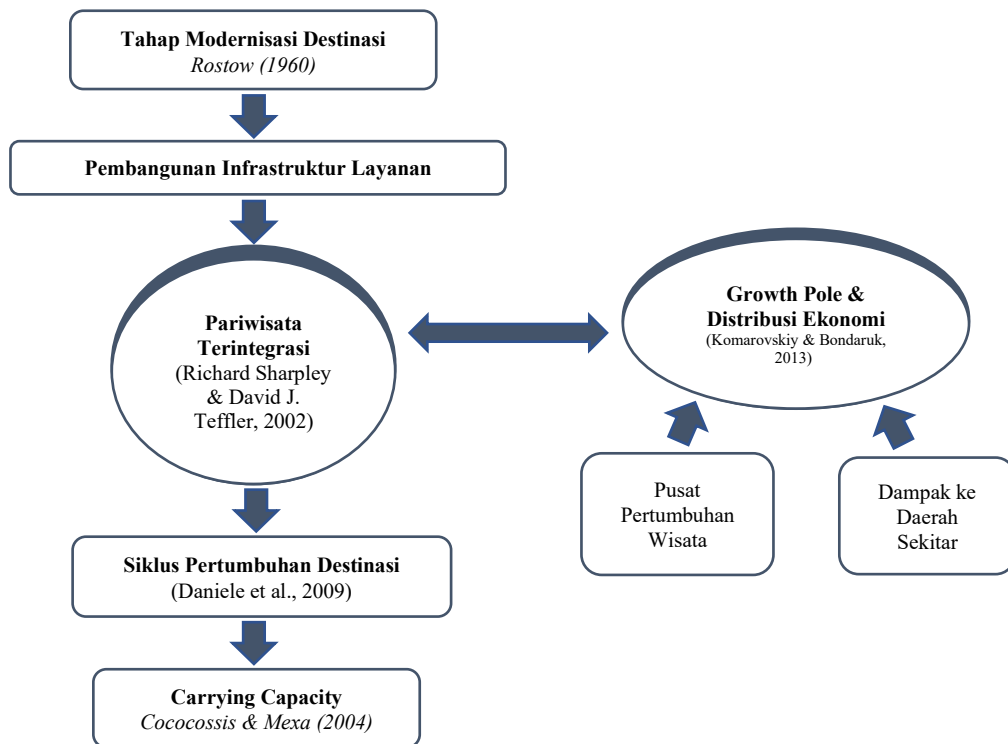 Tahap Modernisasi Destinasi
Rostow (1960)
Pembangunan Infrastruktur Layanan
Pariwisata
Terintegrasi
(Richard Sharpley
& David J.
Teffler, 2002)
Growth Pole &
Distribusi Ekonomi
(Komarovskiy & Bondaruk,
2013)
Pusat
Pertumbuhan
Wisata
Dampak ke
Daerah
Sekitar
Siklus Pertumbuhan Destinasi
(Daniele et al., 2009)
Carrying Capacity
Cococossis & Mexa (2004)